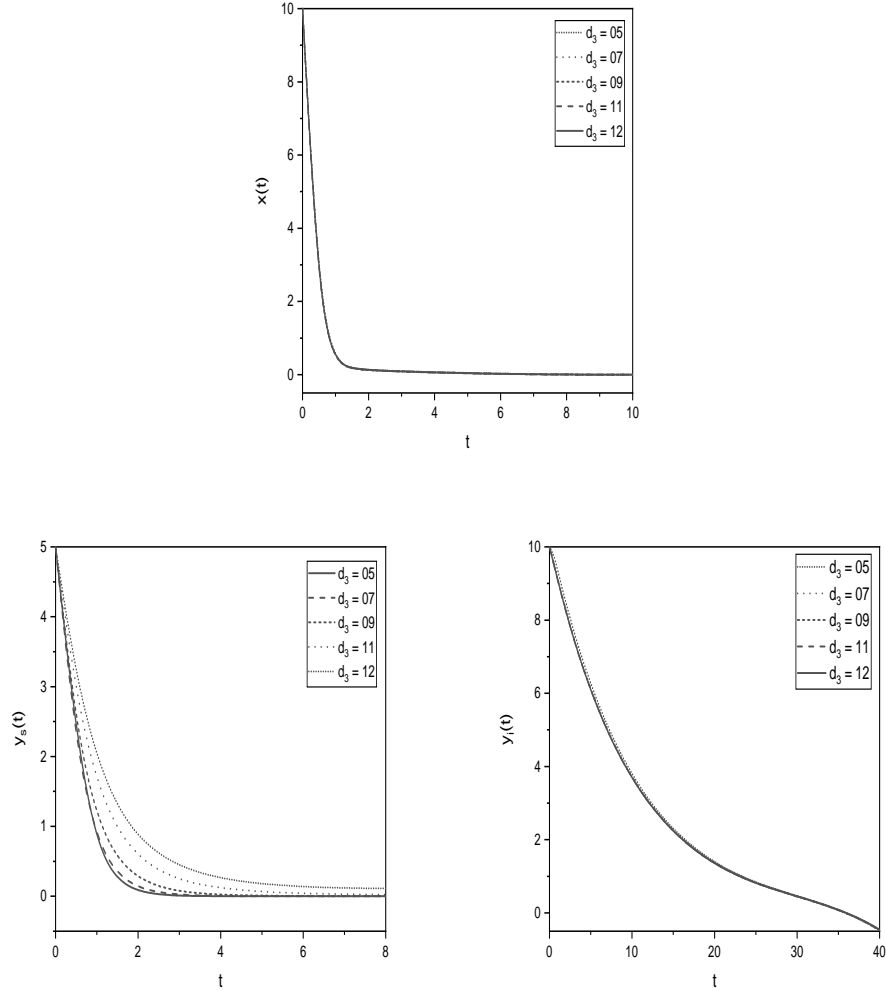 10
8
6
4
2
0
x(t)
0 2 4 6 8 10
t
d3 = 05
d3 = 07
d3 = 09
d3 = 11
d3 = 12
5
4
3
2
1
0
ys(t)
0 2 4 6 8
t
d3 = 05
d3 = 07
d3 = 09
d3 = 11
d3 = 12
10
8
6
4
2
0
yi(t)
0 10 20 30 40
t
d3 = 05
d3 = 07
d3 = 09
d3 = 11
d3 = 12